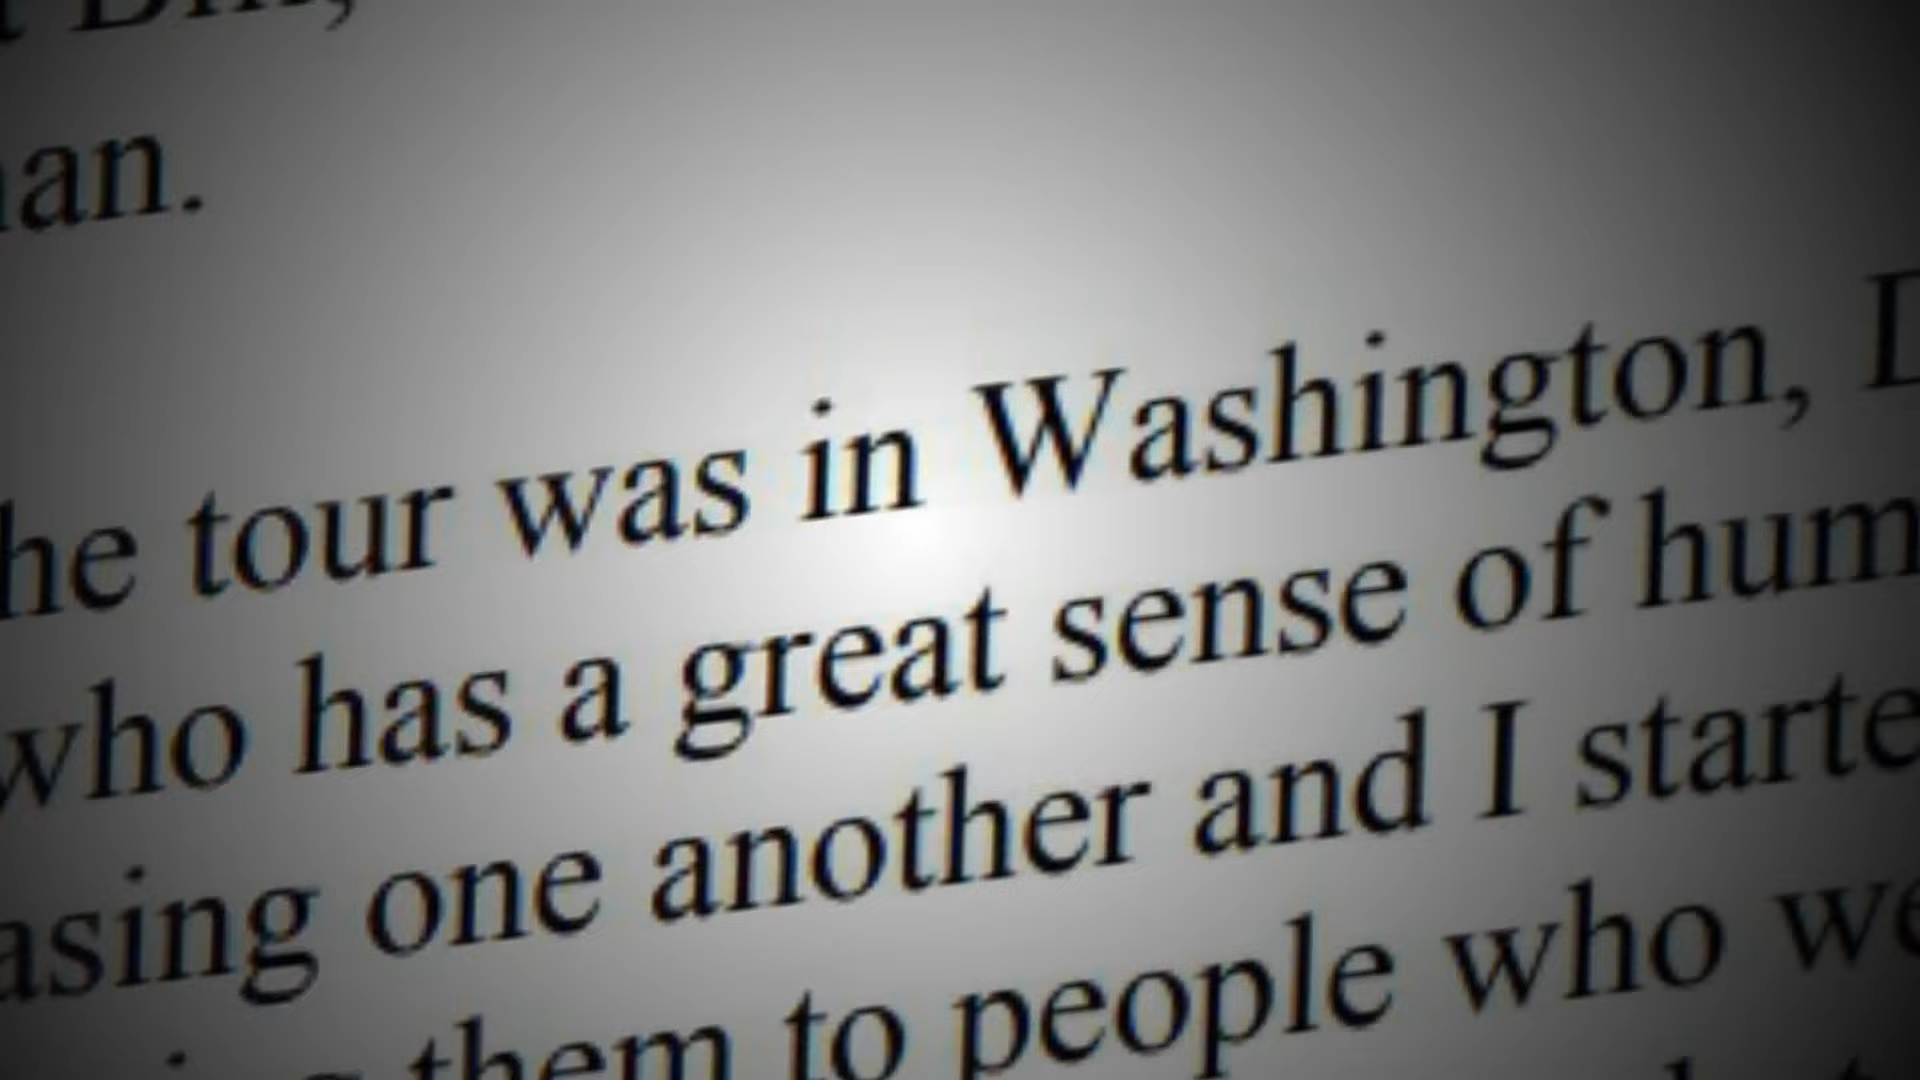 an.
he tour was in Washington, D
who has a great sense of hum
asing one another and I starte
them to people who we